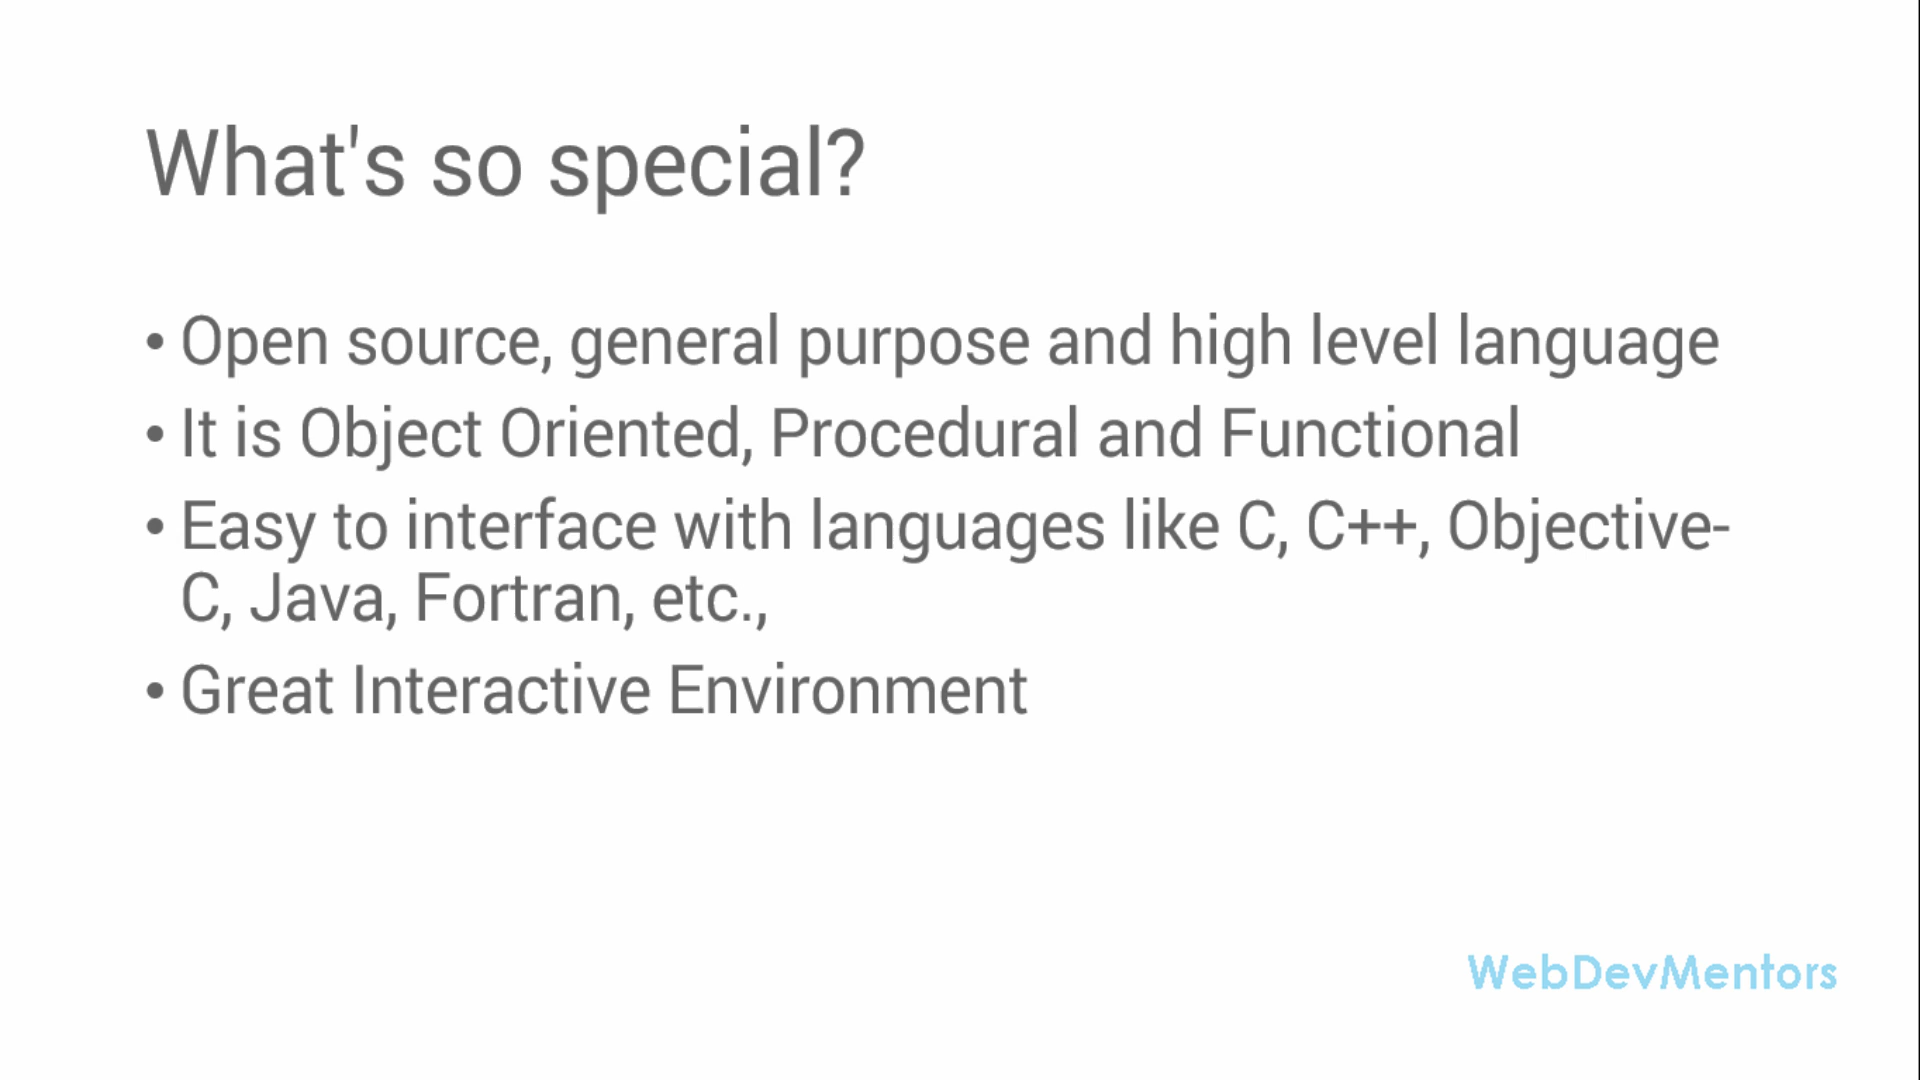 What's so special?
• Open source, general purpose and high level language
• It is Object Oriented, Procedural and Functional
• Easy to interface with languages like C, C++, Objective-
C, Java, Fortran, etc.,
• Great Interactive Environment
WebDevMentors